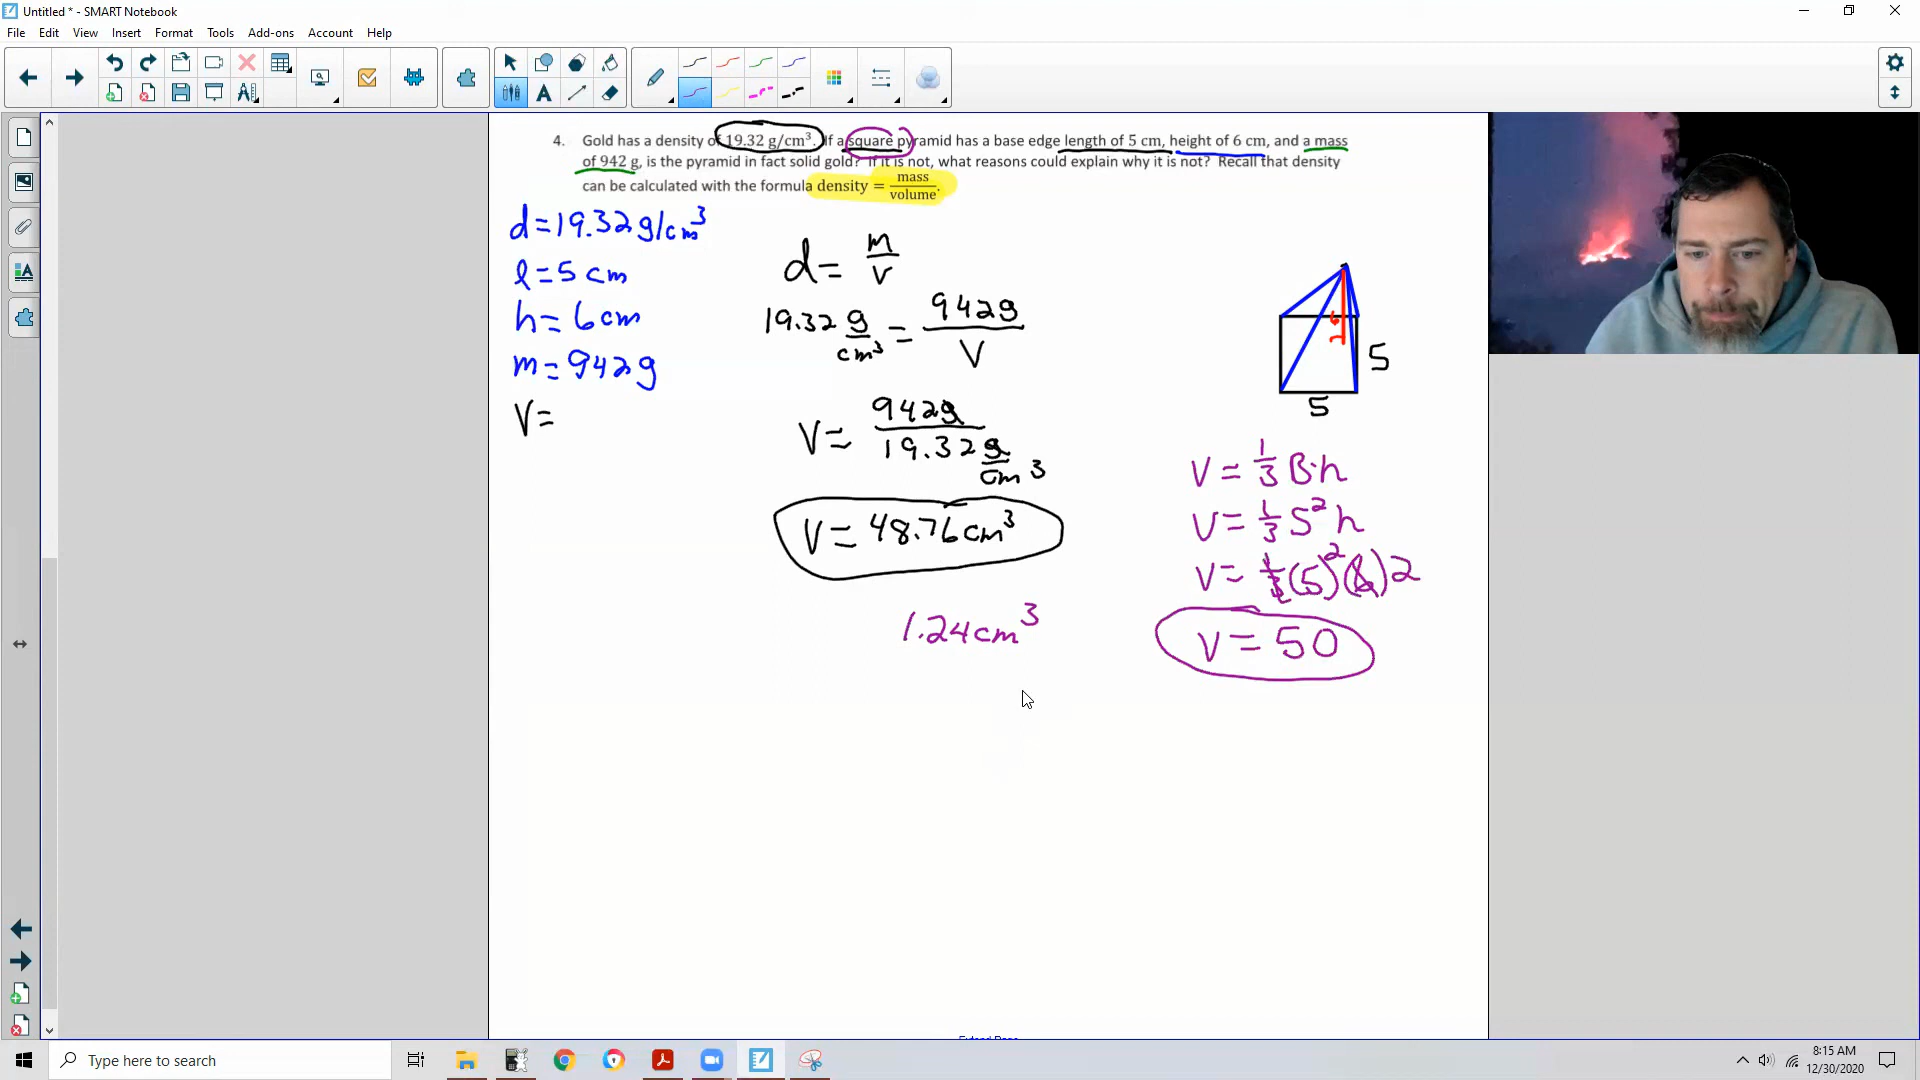 Untitled * - SMART Notebook
File Edit View Insert Format Tools Add-ons Account Help
4. Gold has a density of 19.32 g/cm³. If a square pyramid has a base edge length of 5 cm, height of 6 cm, and a mass
of 942 g, is the pyramid in fact solid gold? If it is not, what reasons could explain why it is not? Recall that density
can be calculated with the formula density = mass/volume.
d=19.32g/cm³
l=5 cm
h=6cm
m=942g
V=
d= m/v
19.32 g/cm³ = 942g/V
V= 942g/19.32 g/cm³
V=48.76cm³
1.24cm³
6
5
5
V=1/3 B·h
V=1/3 S²h
V=1/3(5)²(6)2
V=50
Type here to search
8:15 AM
12/30/2020